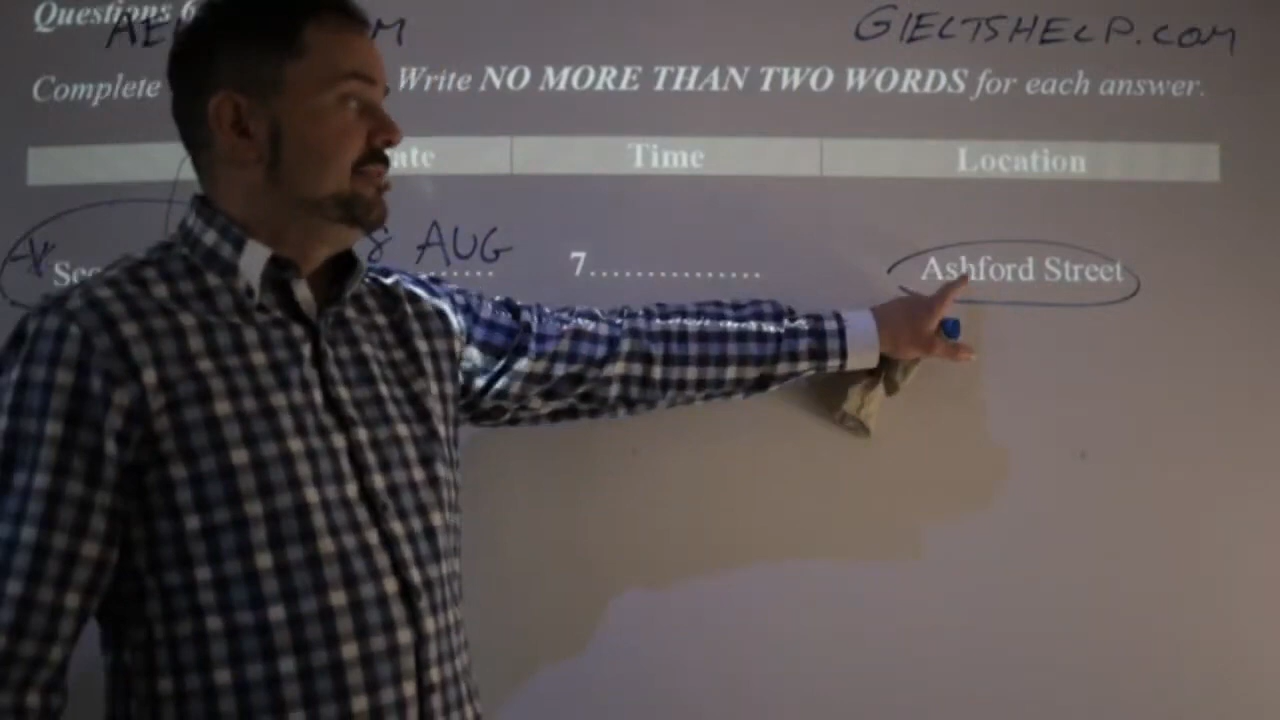 Questions 6 GIELTSHELP.COM
Complete Write NO MORE THAN TWO WORDS for each answer.
Time Location
AUG 7............... Ashford Street